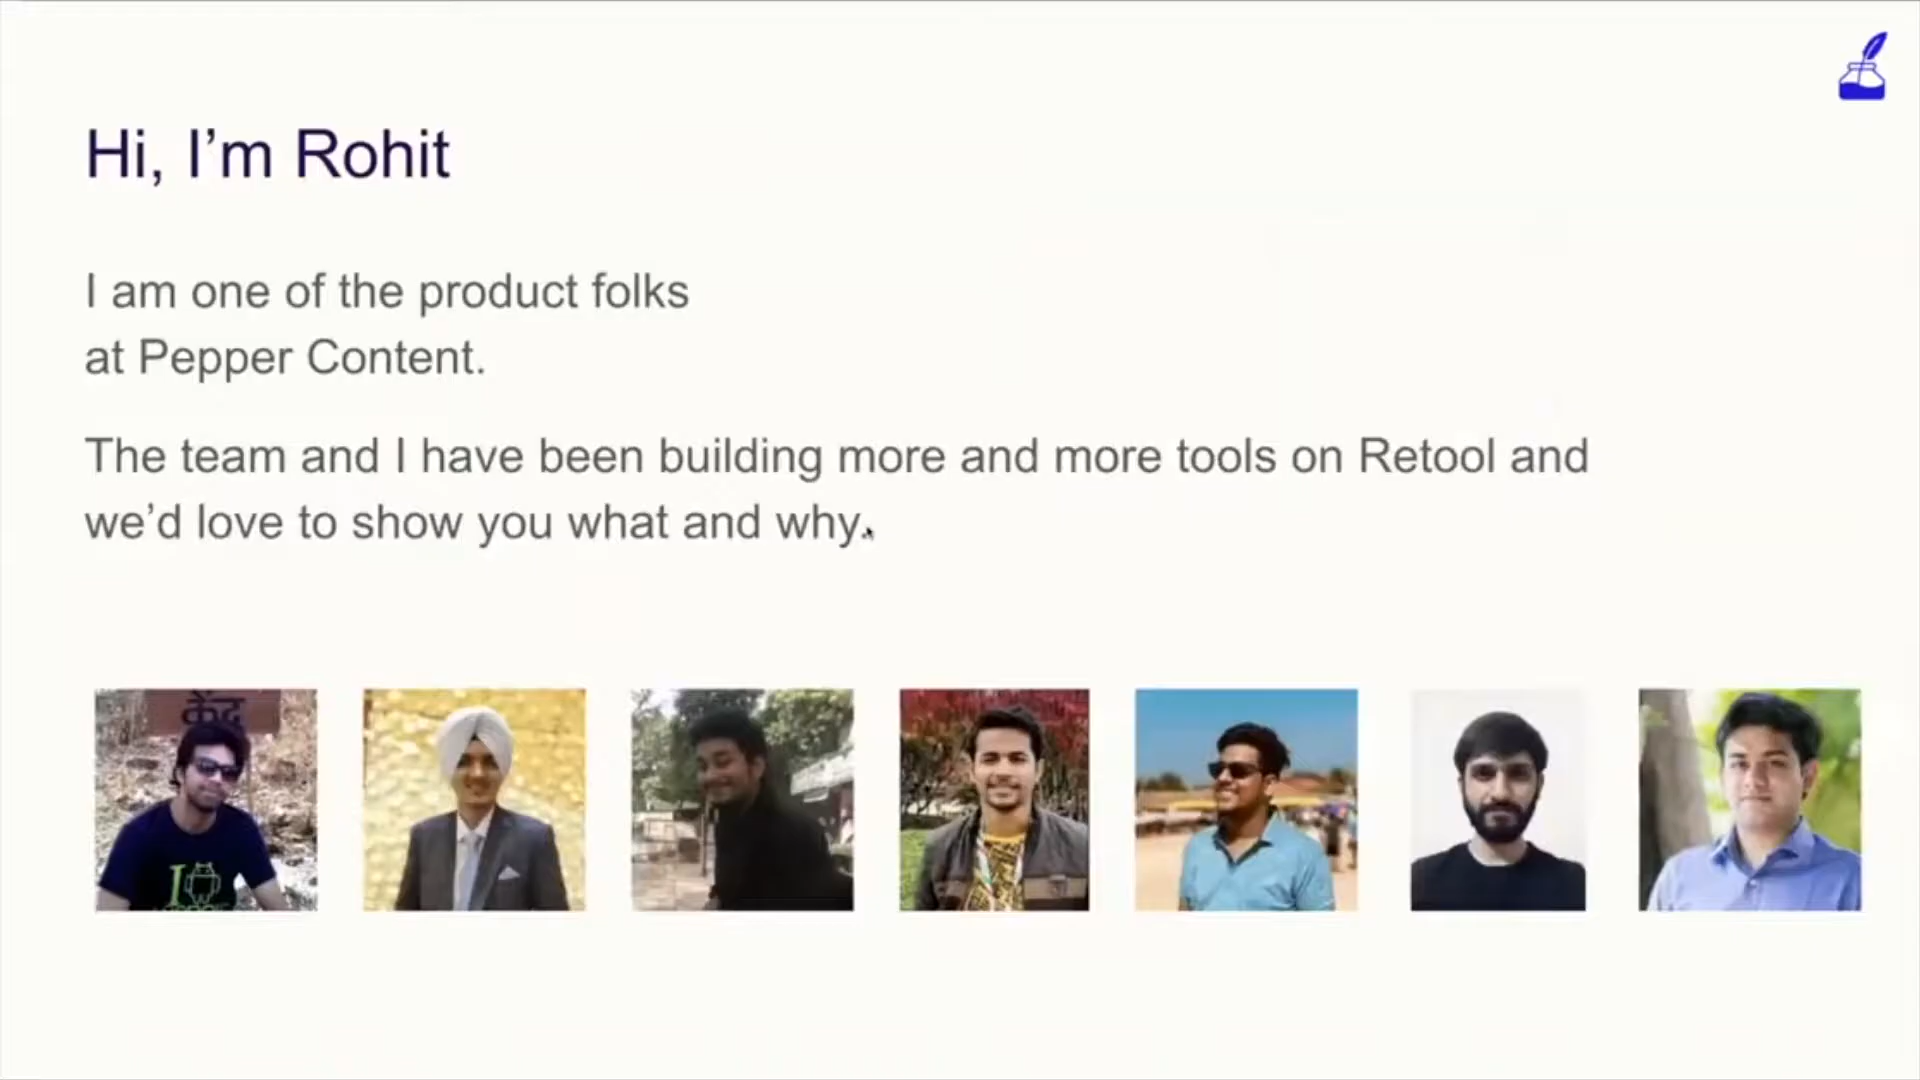 Hi, I’m Rohit
I am one of the product folks
at Pepper Content.
The team and I have been building more and more tools on Retool and
we’d love to show you what and why.
केंद्र
I